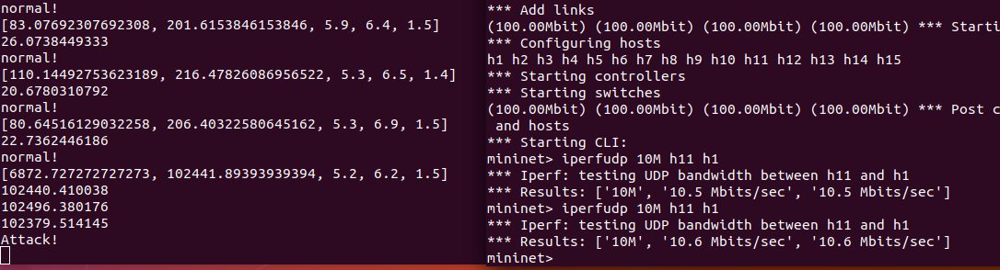 normal!
[83.07692307692308, 201.6153846153846, 5.9, 6.4, 1.5]
26.0738449333
normal!
[110.14492753623189, 216.47826086956522, 5.3, 6.5, 1.4]
20.6780310792
normal!
[80.64516129032258, 206.40322580645162, 5.3, 6.9, 1.5]
22.7362446186
normal!
[6872.727272727273, 102441.89393939394, 5.2, 6.2, 1.5]
102440.410038
102496.380176
102379.514145
Attack!
*** Add links
(100.00Mbit) (100.00Mbit) (100.00Mbit) (100.00Mbit) *** Starti
*** Configuring hosts
h1 h2 h3 h4 h5 h6 h7 h8 h9 h10 h11 h12 h13 h14 h15
*** Starting controllers
*** Starting switches
(100.00Mbit) (100.00Mbit) (100.00Mbit) (100.00Mbit) *** Post c
and hosts
*** Starting CLI:
mininet> iperfudp 10M h11 h1
*** Iperf: testing UDP bandwidth between h11 and h1
*** Results: ['10M', '10.5 Mbits/sec', '10.5 Mbits/sec']
mininet> iperfudp 10M h11 h1
*** Iperf: testing UDP bandwidth between h11 and h1
*** Results: ['10M', '10.6 Mbits/sec', '10.6 Mbits/sec']
mininet>